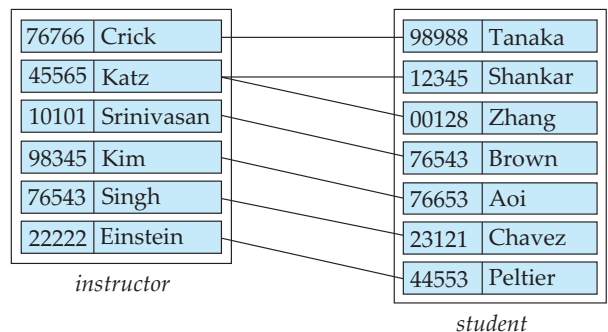 76766 Crick
45565 Katz
10101 Srinivasan
98345 Kim
76543 Singh
22222 Einstein
instructor
98988 Tanaka
12345 Shankar
00128 Zhang
76543 Brown
76653 Aoi
23121 Chavez
44553 Peltier
student